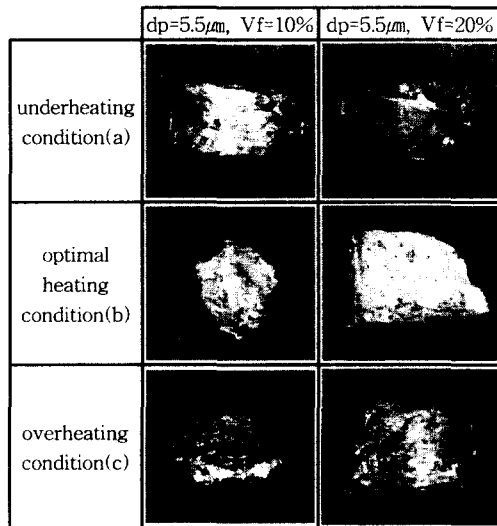 dp=5.5μm, Vf=10% dp=5.5μm, Vf=20%
underheating
condition(a)
optimal
heating
condition(b)
overheating
condition(c)